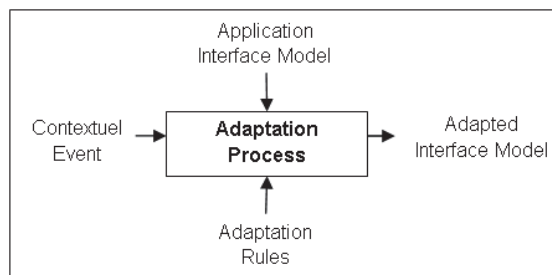 Application
Interface Model
Contextuel
Event
Adaptation
Process
Adapted
Interface Model
Adaptation
Rules